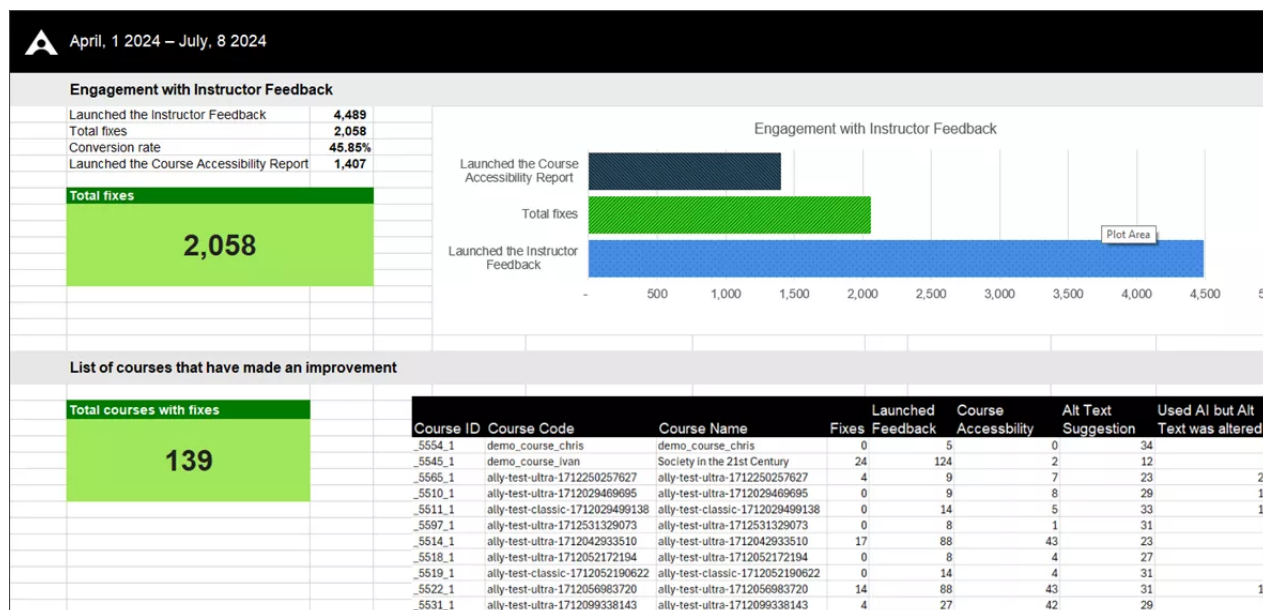 April, 1 2024 – July, 8 2024
Engagement with Instructor Feedback
Launched the Instructor Feedback 4,489
Total fixes 2,058
Conversion rate 45.85%
Launched the Course Accessibility Report 1,407
Total fixes
2,058
Engagement with Instructor Feedback
Launched the Course
Accessibility Report
Total fixes
Launched the Instructor
Feedback
Plot Area
- 500 1,000 1,500 2,000 2,500 3,000 3,500 4,000 4,500
List of courses that have made an improvement
Total courses with fixes
139
Launched Course Alt Text Used AI but Alt
Course ID Course Code Course Name Fixes Feedback Accessbility Suggestion Text was altered
_5554_1 demo_course_chris demo_course_chris 0 5 0 34
_5545_1 demo_course_ivan Society in the 21st Century 24 124 2 12
_5565_1 ally-test-ultra-1712250257627 ally-test-ultra-1712250257627 4 9 7 23 2
_5510_1 ally-test-ultra-1712029469695 ally-test-ultra-1712029469695 0 9 8 29 1
_5511_1 ally-test-classic-1712029499138 ally-test-classic-1712029499138 0 14 5 33 1
_5597_1 ally-test-ultra-1712531329073 ally-test-ultra-1712531329073 0 8 1 31
_5514_1 ally-test-ultra-1712042933510 ally-test-ultra-1712042933510 17 88 43 23
_5518_1 ally-test-ultra-1712052172194 ally-test-ultra-1712052172194 0 8 4 27
_5519_1 ally-test-classic-1712052190622 ally-test-classic-1712052190622 0 14 4 31
_5522_1 ally-test-ultra-1712056983720 ally-test-ultra-1712056983720 14 88 43 31 1
_5531_1 ally-test-ultra-1712099338143 ally-test-ultra-1712099338143 4 27 42 29